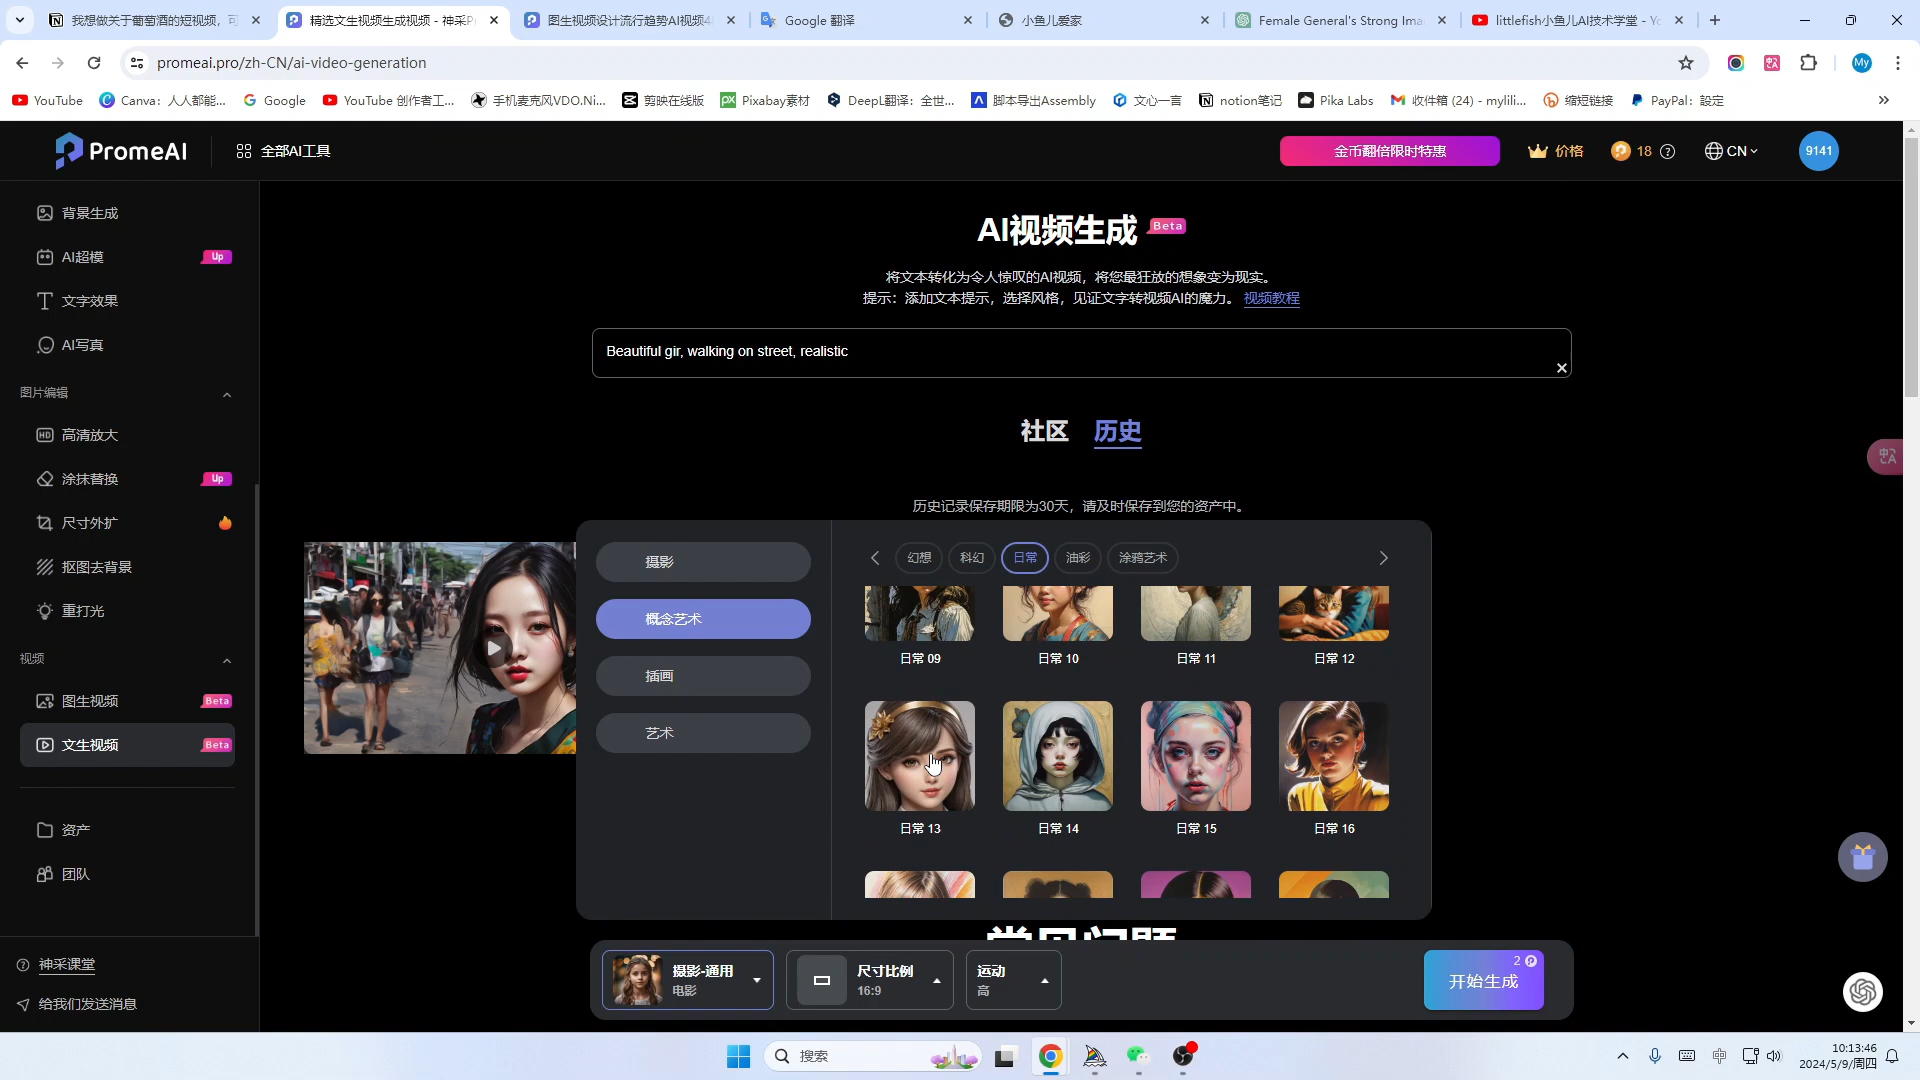 我想做关于葡萄酒的短视频，可
精选文生视频生成视频 - 神采Pr
图生视频设计流行趋势AI视频4
Google 翻译
小鱼儿爱家
Female General's Strong Ima
littlefish小鱼儿AI技术学堂 - Yo
promeai.pro/zh-CN/ai-video-generation
My
YouTube
Canva：人人都能...
Google
YouTube 创作者工...
手机麦克风VDO.Ni...
剪映在线版
Pixabay素材
DeepL翻译：全世...
脚本导出Assembly
文心一言
notion笔记
Pika Labs
收件箱 (24) - mylili...
缩短链接
PayPal：設定
PromeAI
全部AI工具
金币翻倍限时特惠
价格
18
CN
9141
背景生成
AI超模
Up
文字效果
AI写真
图片编辑
HD
高清放大
涂抹替换
Up
尺寸外扩
抠图去背景
重打光
视频
图生视频
Beta
文生视频
Beta
资产
团队
神采课堂
给我们发送消息
AI视频生成
Beta
将文本转化为令人惊叹的AI视频，将您最狂放的想象变为现实。
提示：添加文本提示，选择风格，见证文字转视频AI的魔力。 视频教程
Beautiful gir, walking on street, realistic
社区
历史
历史记录保存期限为30天，请及时保存到您的资产中。
摄影
概念艺术
插画
艺术
幻想
科幻
日常
油彩
涂鸦艺术
日常 09
日常 10
日常 11
日常 12
日常 13
日常 14
日常 15
日常 16
常见问题
摄影-通用
电影
尺寸比例
16:9
运动
高
2
开始生成
搜索
中
10:13:46
2024/5/9/周四